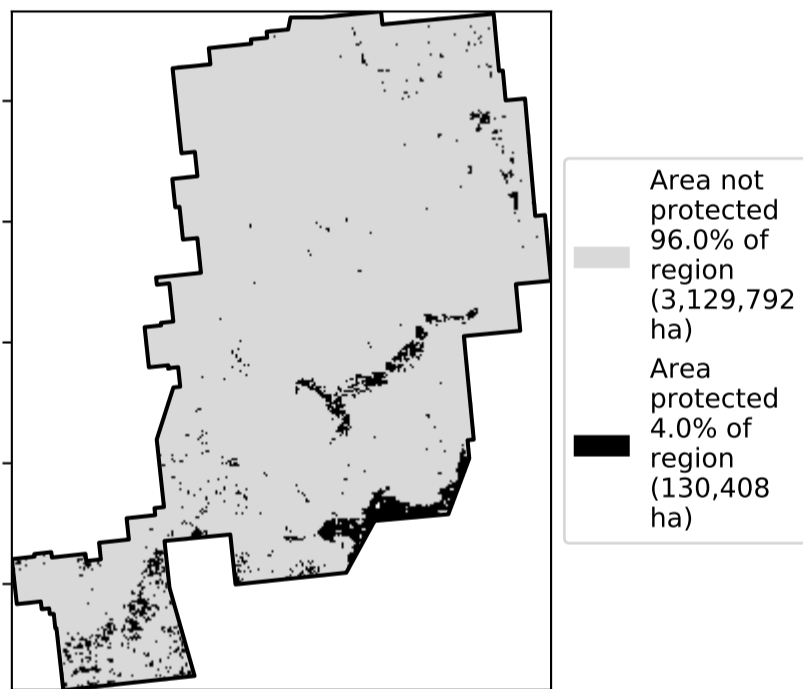 Area not
protected
96.0% of
region
(3,129,792
ha)
Area
protected
4.0% of
region
(130,408
ha)